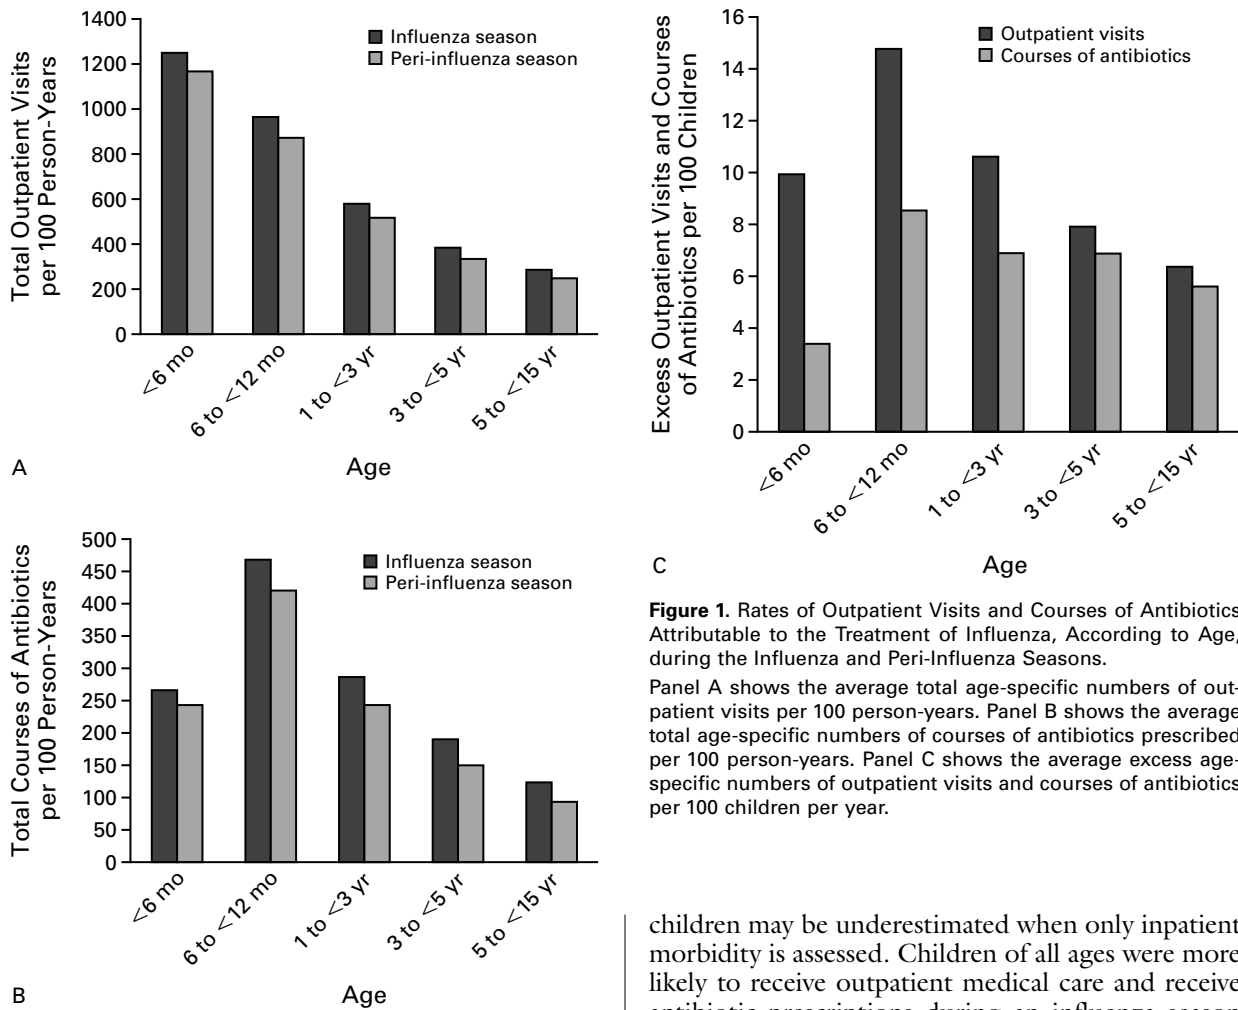 Total Outpatient Visits
per 100 Person-Years
1400
1200
1000
800
600
400
200
0
Influenza season
Peri-influenza season
<6 mo
6 to <12 mo
1 to <3 yr
3 to <5 yr
5 to <15 yr
A
Age
Total Courses of Antibiotics
per 100 Person-Years
500
450
400
350
300
250
200
150
100
50
0
Influenza season
Peri-influenza season
<6 mo
6 to <12 mo
1 to <3 yr
3 to <5 yr
5 to <15 yr
B
Age
Excess Outpatient Visits and Courses
of Antibiotics per 100 Children
16
14
12
10
8
6
4
2
0
Outpatient visits
Courses of antibiotics
<6 mo
6 to <12 mo
1 to <3 yr
3 to <5 yr
5 to <15 yr
C
Age
Figure 1. Rates of Outpatient Visits and Courses of Antibiotics
Attributable to the Treatment of Influenza, According to Age,
during the Influenza and Peri-Influenza Seasons.
Panel A shows the average total age-specific numbers of out-
patient visits per 100 person-years. Panel B shows the average
total age-specific numbers of courses of antibiotics prescribed
per 100 person-years. Panel C shows the average excess age-
specific numbers of outpatient visits and courses of antibiotics
per 100 children per year.
children may be underestimated when only inpatient
morbidity is assessed. Children of all ages were more
likely to receive outpatient medical care and receive
antibiotic prescriptions during an influenza season